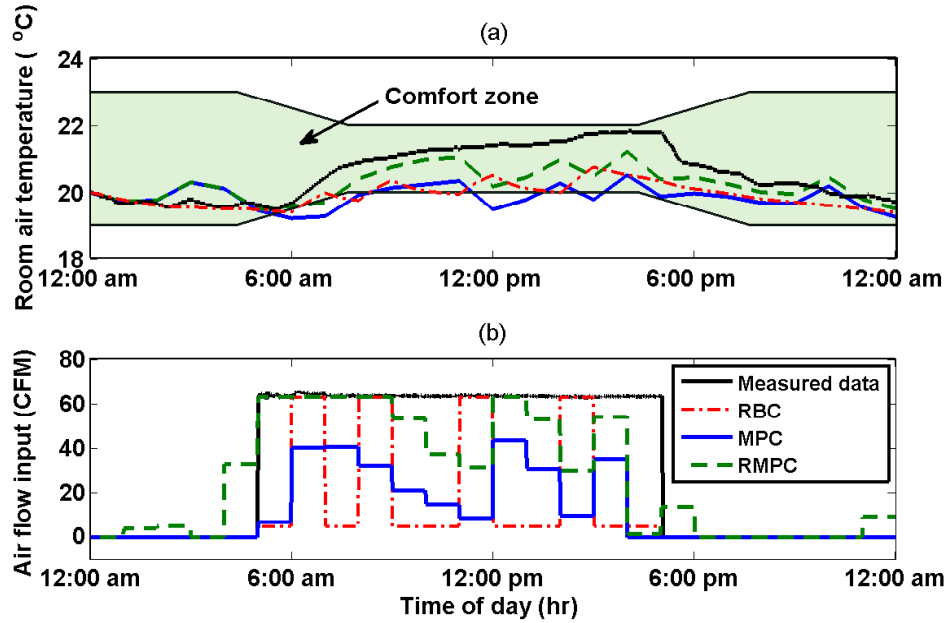 (a)
Room air temperature ( °C)
24
22
20
18
Comfort zone
12:00 am
6:00 am
12:00 pm
6:00 pm
12:00 am
(b)
Air flow input (CFM)
80
60
40
20
0
Measured data
RBC
MPC
RMPC
12:00 am
6:00 am
12:00 pm
6:00 pm
12:00 am
Time of day (hr)